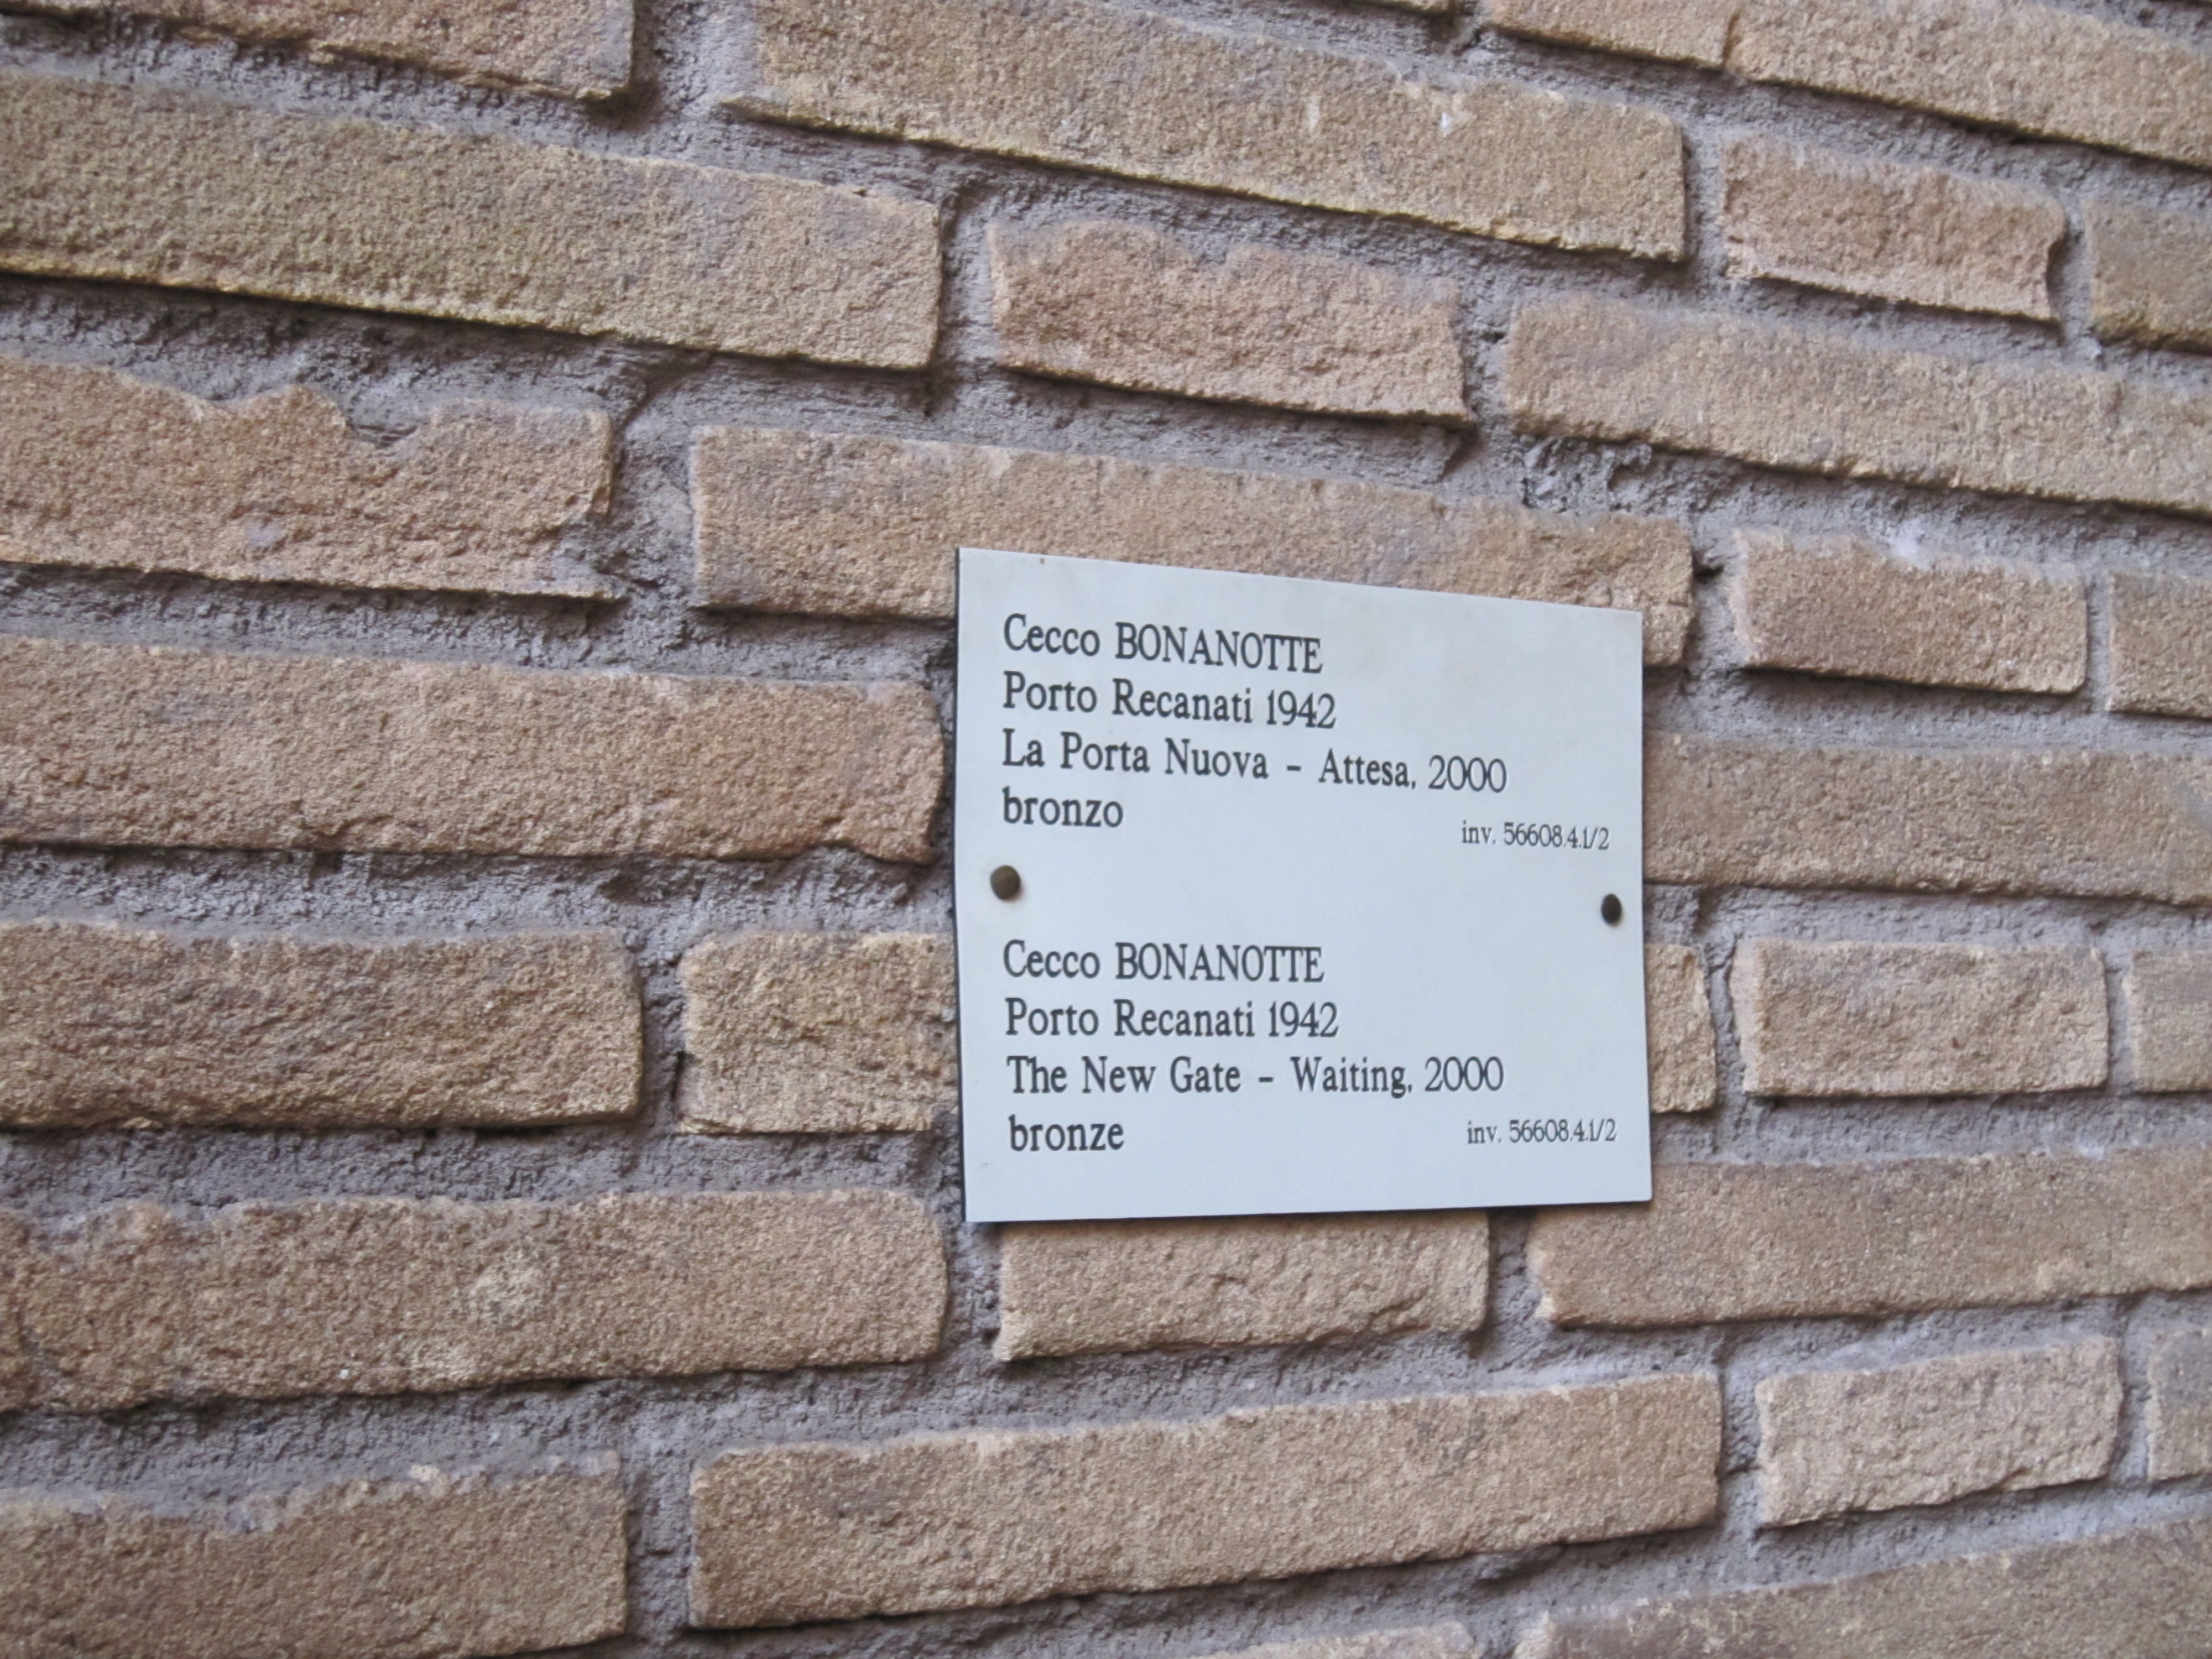 Cecco BONANOTTE
Porto Recanati 1942
La Porta Nuova - Attesa, 2000
bronzo
inv. 56608.4.1/2
Cecco BONANOTTE
Porto Recanati 1942
The New Gate - Waiting, 2000
bronze
inv. 56608.4.1/2